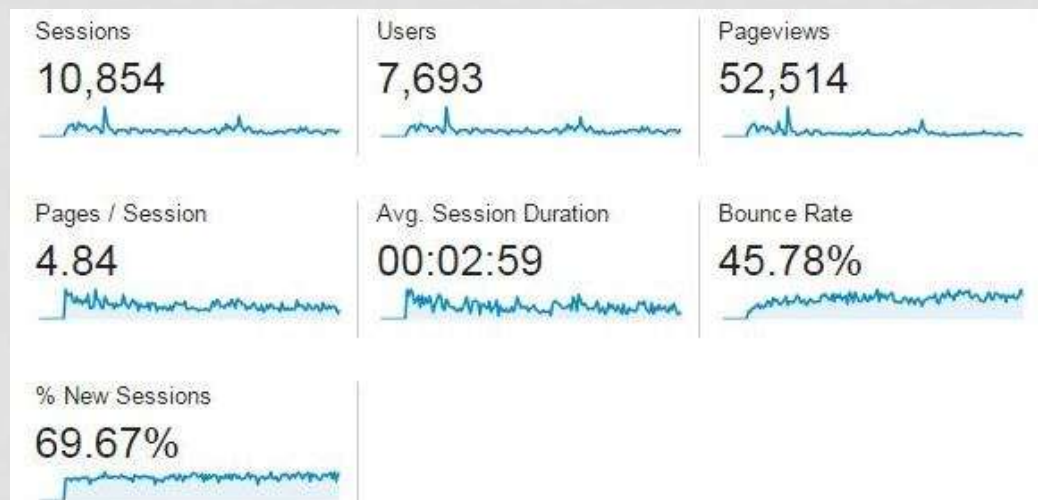 Sessions
10,854
Users
7,693
Pageviews
52,514
Pages / Session
4.84
Avg. Session Duration
00:02:59
Bounce Rate
45.78%
% New Sessions
69.67%